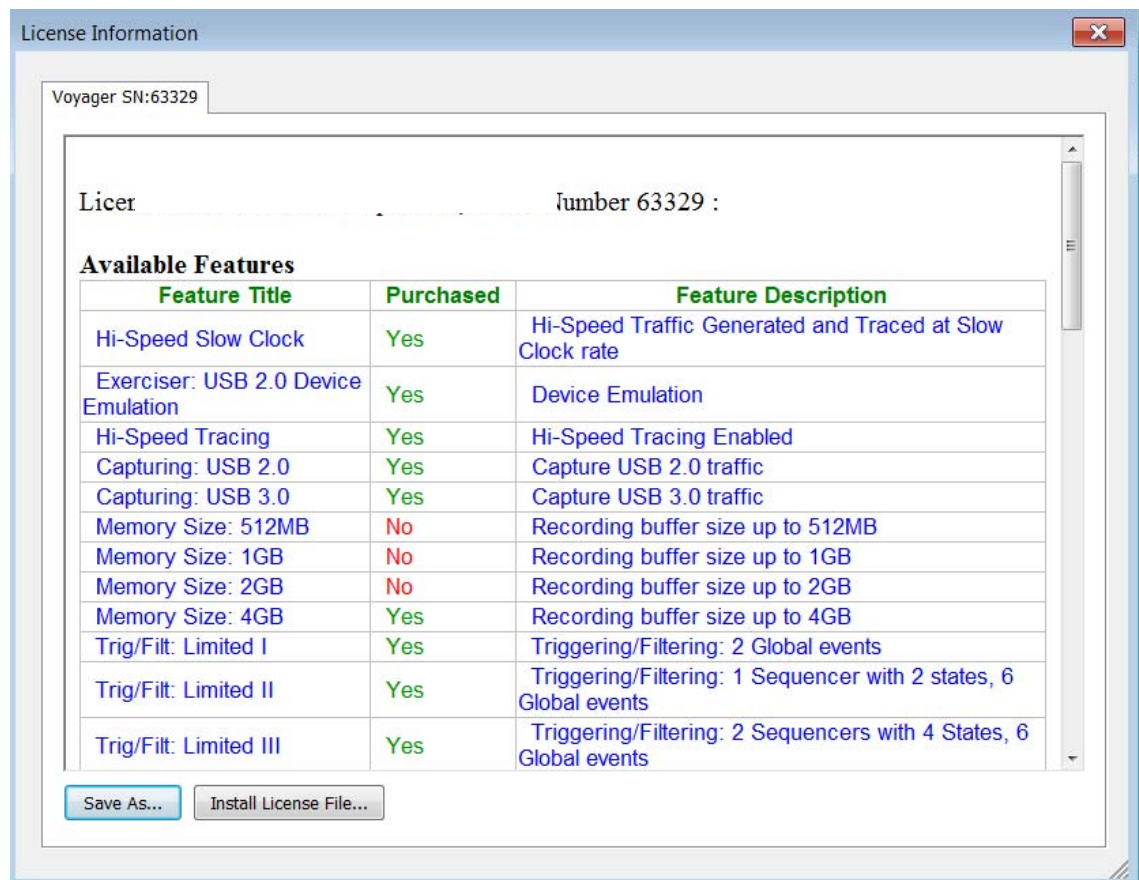 License Information
Voyager SN:63329
Number 63329 :
Available Features
Feature Title Purchased Feature Description
Hi-Speed Slow Clock Yes Hi-Speed Traffic Generated and Traced at Slow
Clock rate
Exerciser: USB 2.0 Device
Emulation Yes Device Emulation
Hi-Speed Tracing Yes Hi-Speed Tracing Enabled
Capturing: USB 2.0 Yes Capture USB 2.0 traffic
Capturing: USB 3.0 Yes Capture USB 3.0 traffic
Memory Size: 512MB No Recording buffer size up to 512MB
Memory Size: 1GB No Recording buffer size up to 1GB
Memory Size: 2GB No Recording buffer size up to 2GB
Memory Size: 4GB Yes Recording buffer size up to 4GB
Trig/Filt: Limited I Yes Triggering/Filtering: 2 Global events
Trig/Filt: Limited II Yes Triggering/Filtering: 1 Sequencer with 2 states, 6
Global events
Trig/Filt: Limited III Yes Triggering/Filtering: 2 Sequencers with 4 States, 6
Global events
Save As... Install License File...